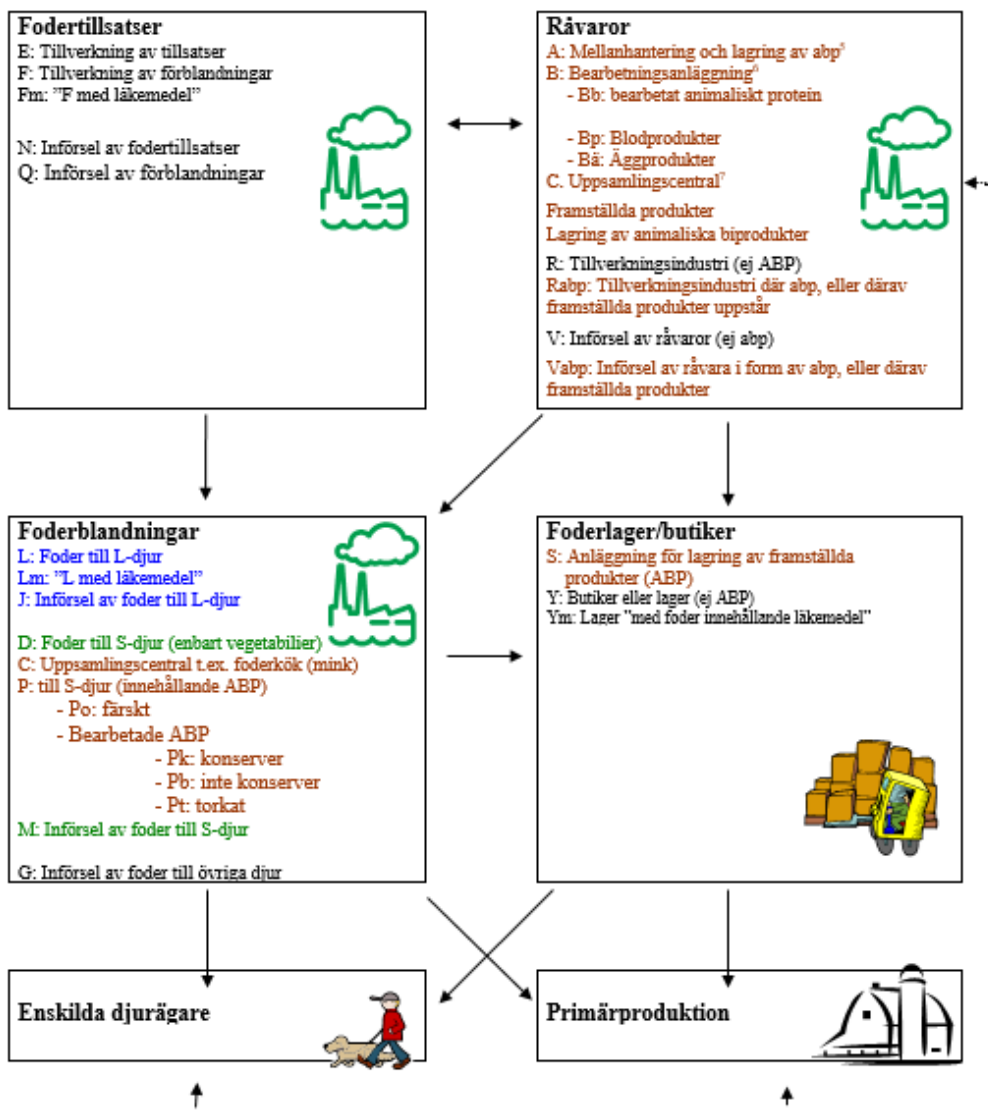 Fodertillsatser
E: Tillverkning av tillsatser
F: Tillverkning av förblandningar
Fm: ”F med läkemedel”
N: Införsel av fodertillsatser
Q: Införsel av förblandningar
Råvaror
A: Mellanhantering och lagring av abp⁵
B: Bearbetningsanläggning⁶
- Bb: bearbetat animaliskt protein
- Bp: Blodprodukter
- Bä: Äggprodukter
C. Uppsamlingscentral⁷
Framställda produkter
Lagring av animaliska biprodukter
R: Tillverkningsindustri (ej ABP)
Rabp: Tillverkningsindustri där abp, eller därav
framställda produkter uppstår
V: Införsel av råvaror (ej abp)
Vabp: Införsel av råvara i form av abp, eller därav
framställda produkter
Foderblandningar
L: Foder till L-djur
Lm: ”L med läkemedel”
J: Införsel av foder till L-djur
D: Foder till S-djur (enbart vegetabilier)
C: Uppsamlingscentral t.ex. foderkök (mink)
P: till S-djur (innehållande ABP)
- Po: färskt
- Bearbetade ABP
- Pk: konserver
- Pb: inte konserver
- Pt: torkat
M: Införsel av foder till S-djur
G: Införsel av foder till övriga djur
Foderlager/butiker
S: Anläggning för lagring av framställda
produkter (ABP)
Y: Butiker eller lager (ej ABP)
Ym: Lager ”med foder innehållande läkemedel”
Enskilda djurägare
Primärproduktion